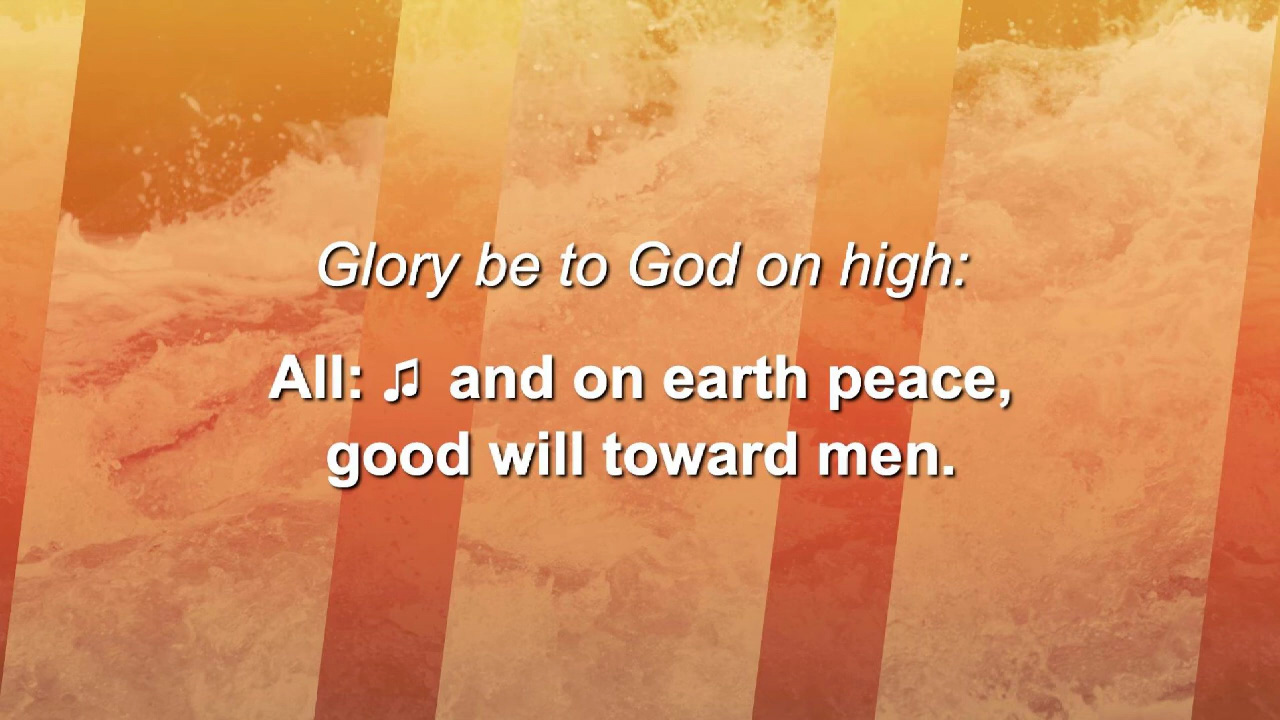 Glory be to God on high:
All: ♫ and on earth peace,
good will toward men.